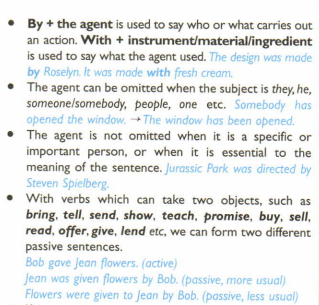 • By + the agent is used to say who or what carries out
an action. With + instrument/material/ingredient
is used to say what the agent used. The design was made
by Roselyn. It was made with fresh cream.
• The agent can be omitted when the subject is they, he,
someone/somebody, people, one etc. Somebody has
opened the window. → The window has been opened.
• The agent is not omitted when it is a specific or
important person, or when it is essential to the
meaning of the sentence. Jurassic Park was directed by
Steven Spielberg.
• With verbs which can take two objects, such as
bring, tell, send, show, teach, promise, buy, sell,
read, offer, give, lend etc, we can form two different
passive sentences.
Bob gave Jean flowers. (active)
Jean was given flowers by Bob. (passive, more usual)
Flowers were given to Jean by Bob. (passive, less usual)